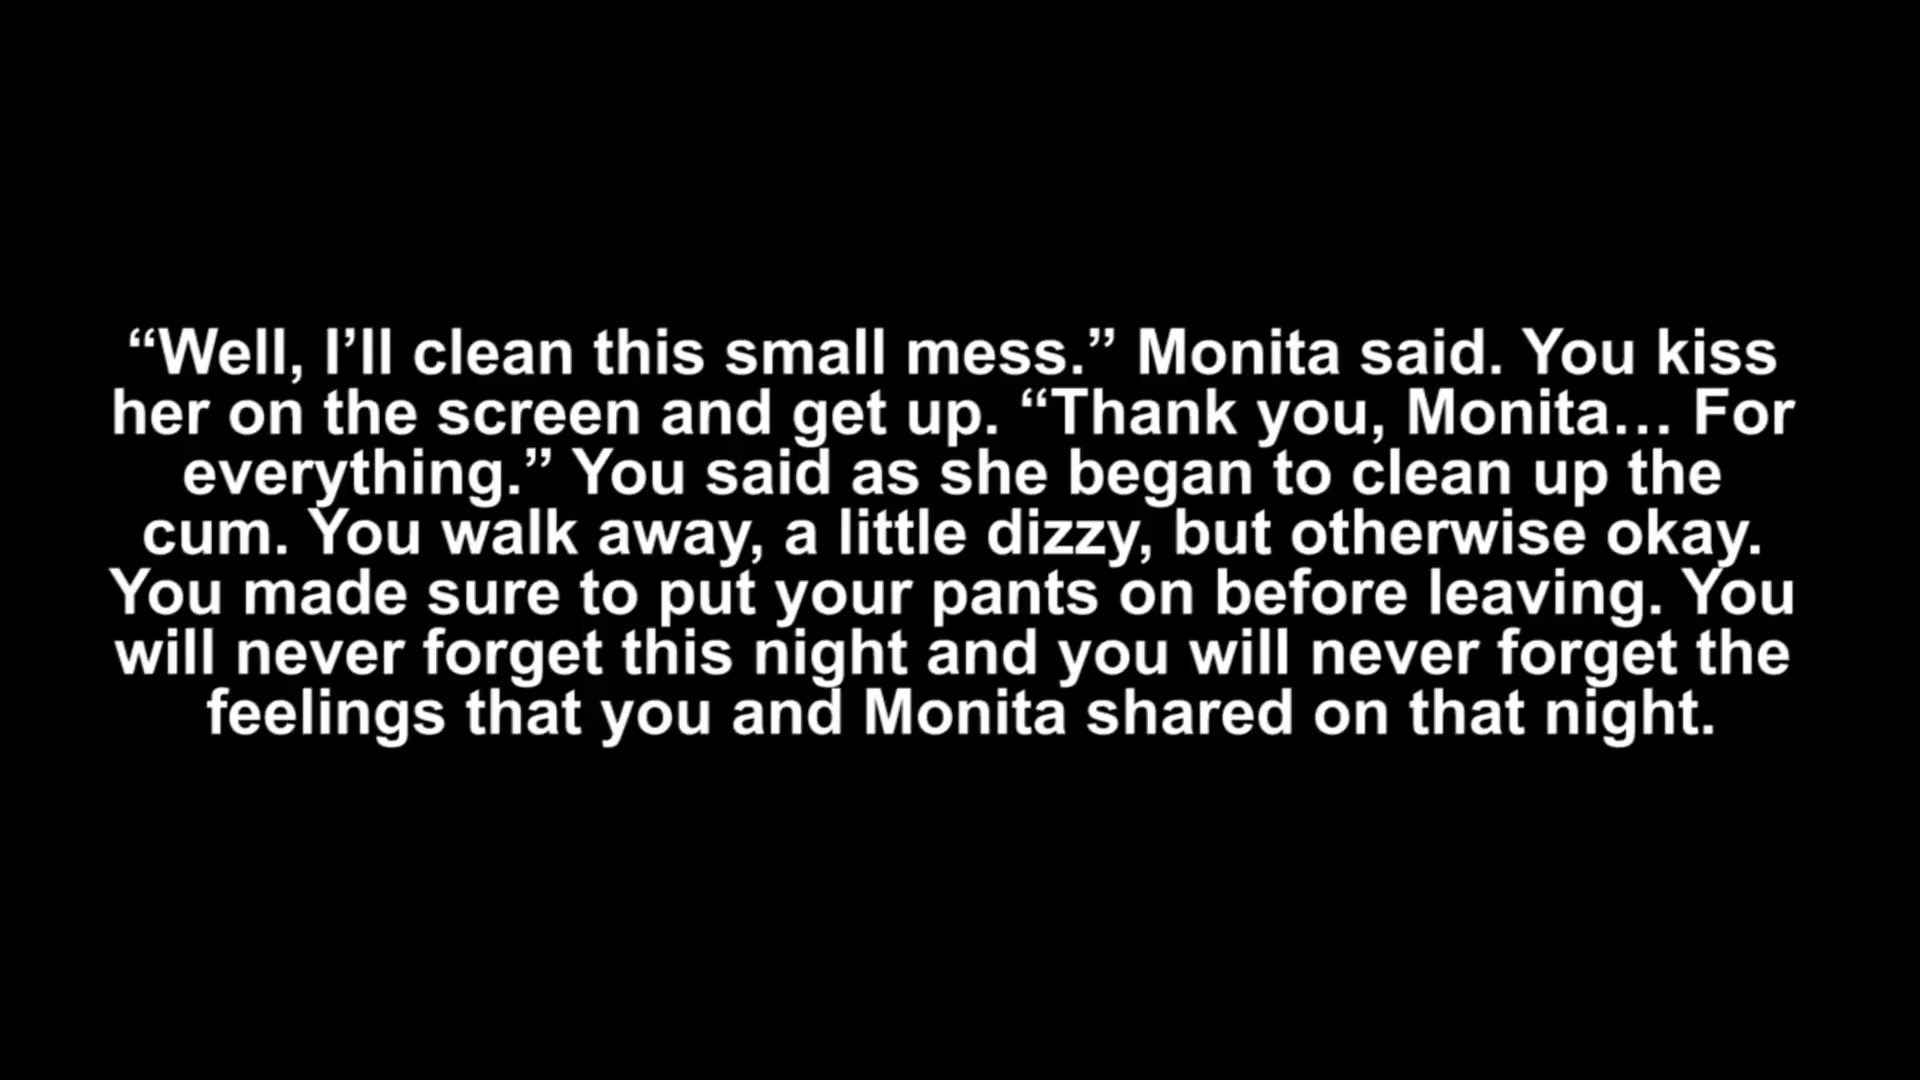 “Well, I’ll clean this small mess.” Monita said. You kiss
her on the screen and get up. “Thank you, Monita… For
everything.” You said as she began to clean up the
cum. You walk away, a little dizzy, but otherwise okay.
You made sure to put your pants on before leaving. You
will never forget this night and you will never forget the
feelings that you and Monita shared on that night.